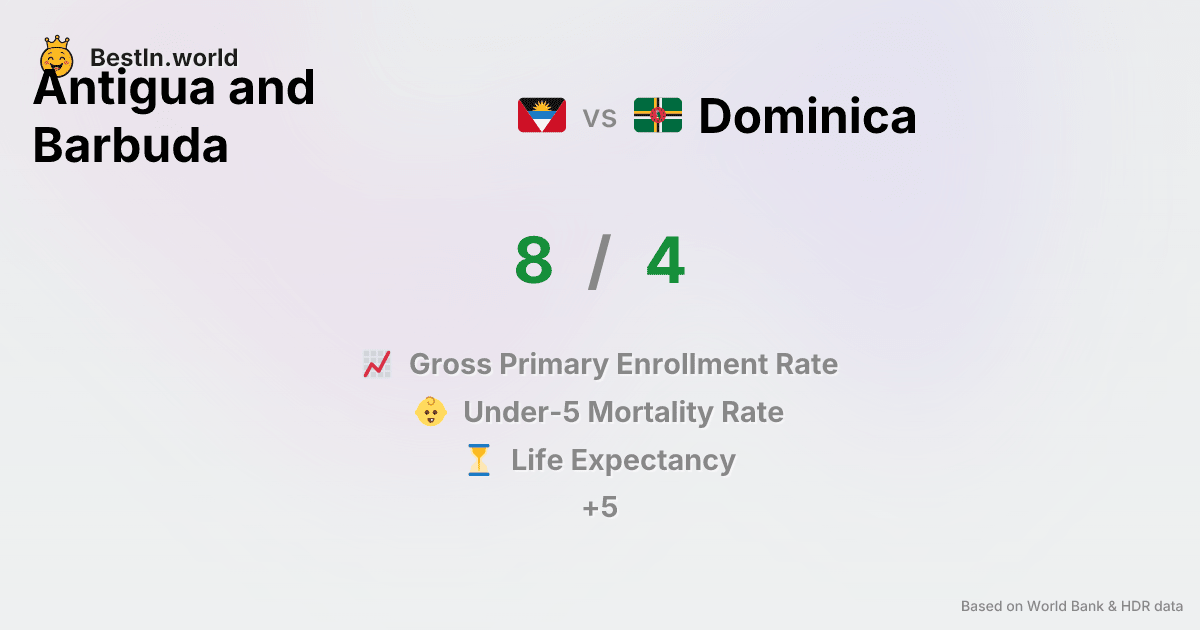 BestIn.world
Antigua and
Barbuda
vs
Dominica
8 / 4
Gross Primary Enrollment Rate
Under-5 Mortality Rate
Life Expectancy
+5
Based on World Bank & HDR data